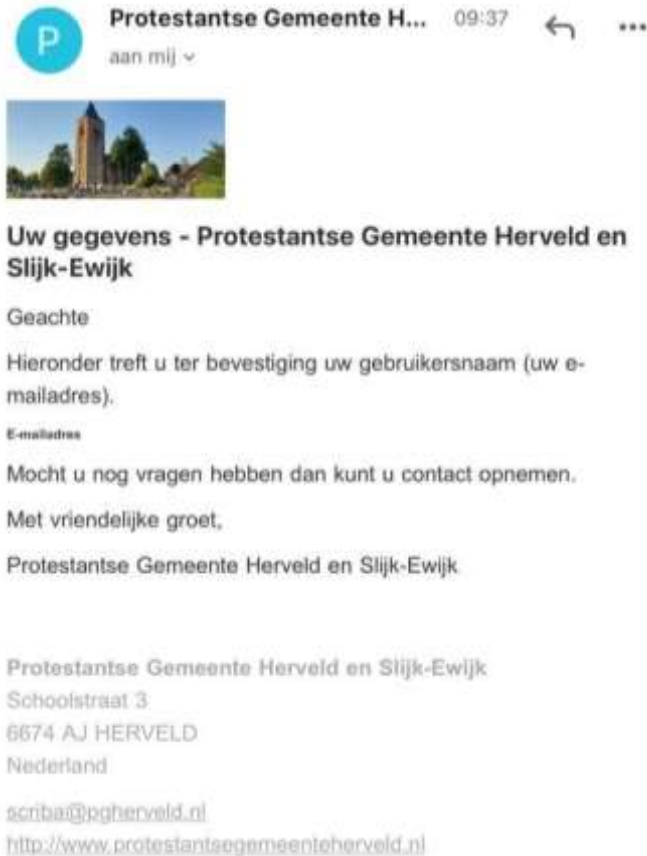 P
Protestantse Gemeente H... 09:37
aan mij
Uw gegevens - Protestantse Gemeente Herveld en
Slijk-Ewijk
Geachte
Hieronder treft u ter bevestiging uw gebruikersnaam (uw e-
mailadres).
E-mailadres
Mocht u nog vragen hebben dan kunt u contact opnemen.
Met vriendelijke groet,
Protestantse Gemeente Herveld en Slijk-Ewijk
Protestantse Gemeente Herveld en Slijk-Ewijk
Schoolstraat 3
6674 AJ HERVELD
Nederland
scriba@pgherveld.nl
http://www.protestantsegemeenteherveld.nl